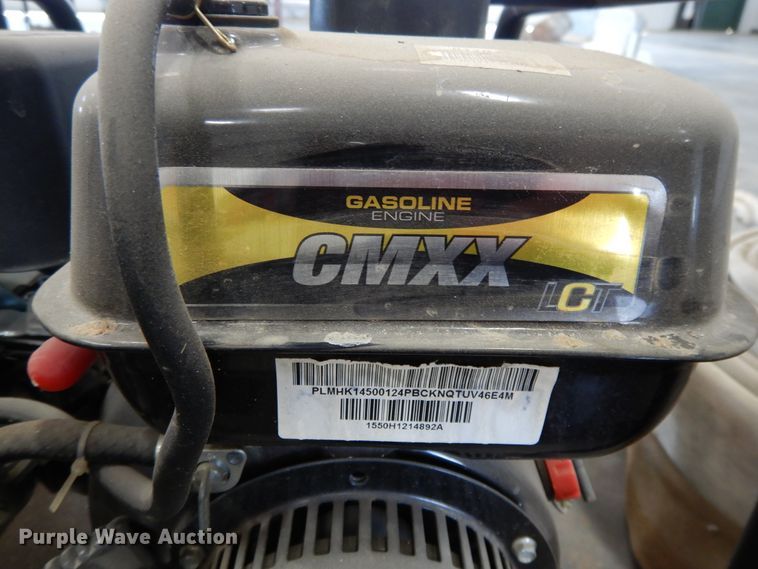 GASOLINE
ENGINE
CMXX
LCT
PLMHK14500124PBCKNQTUV46E4M
1550H1214892A
Purple Wave Auction